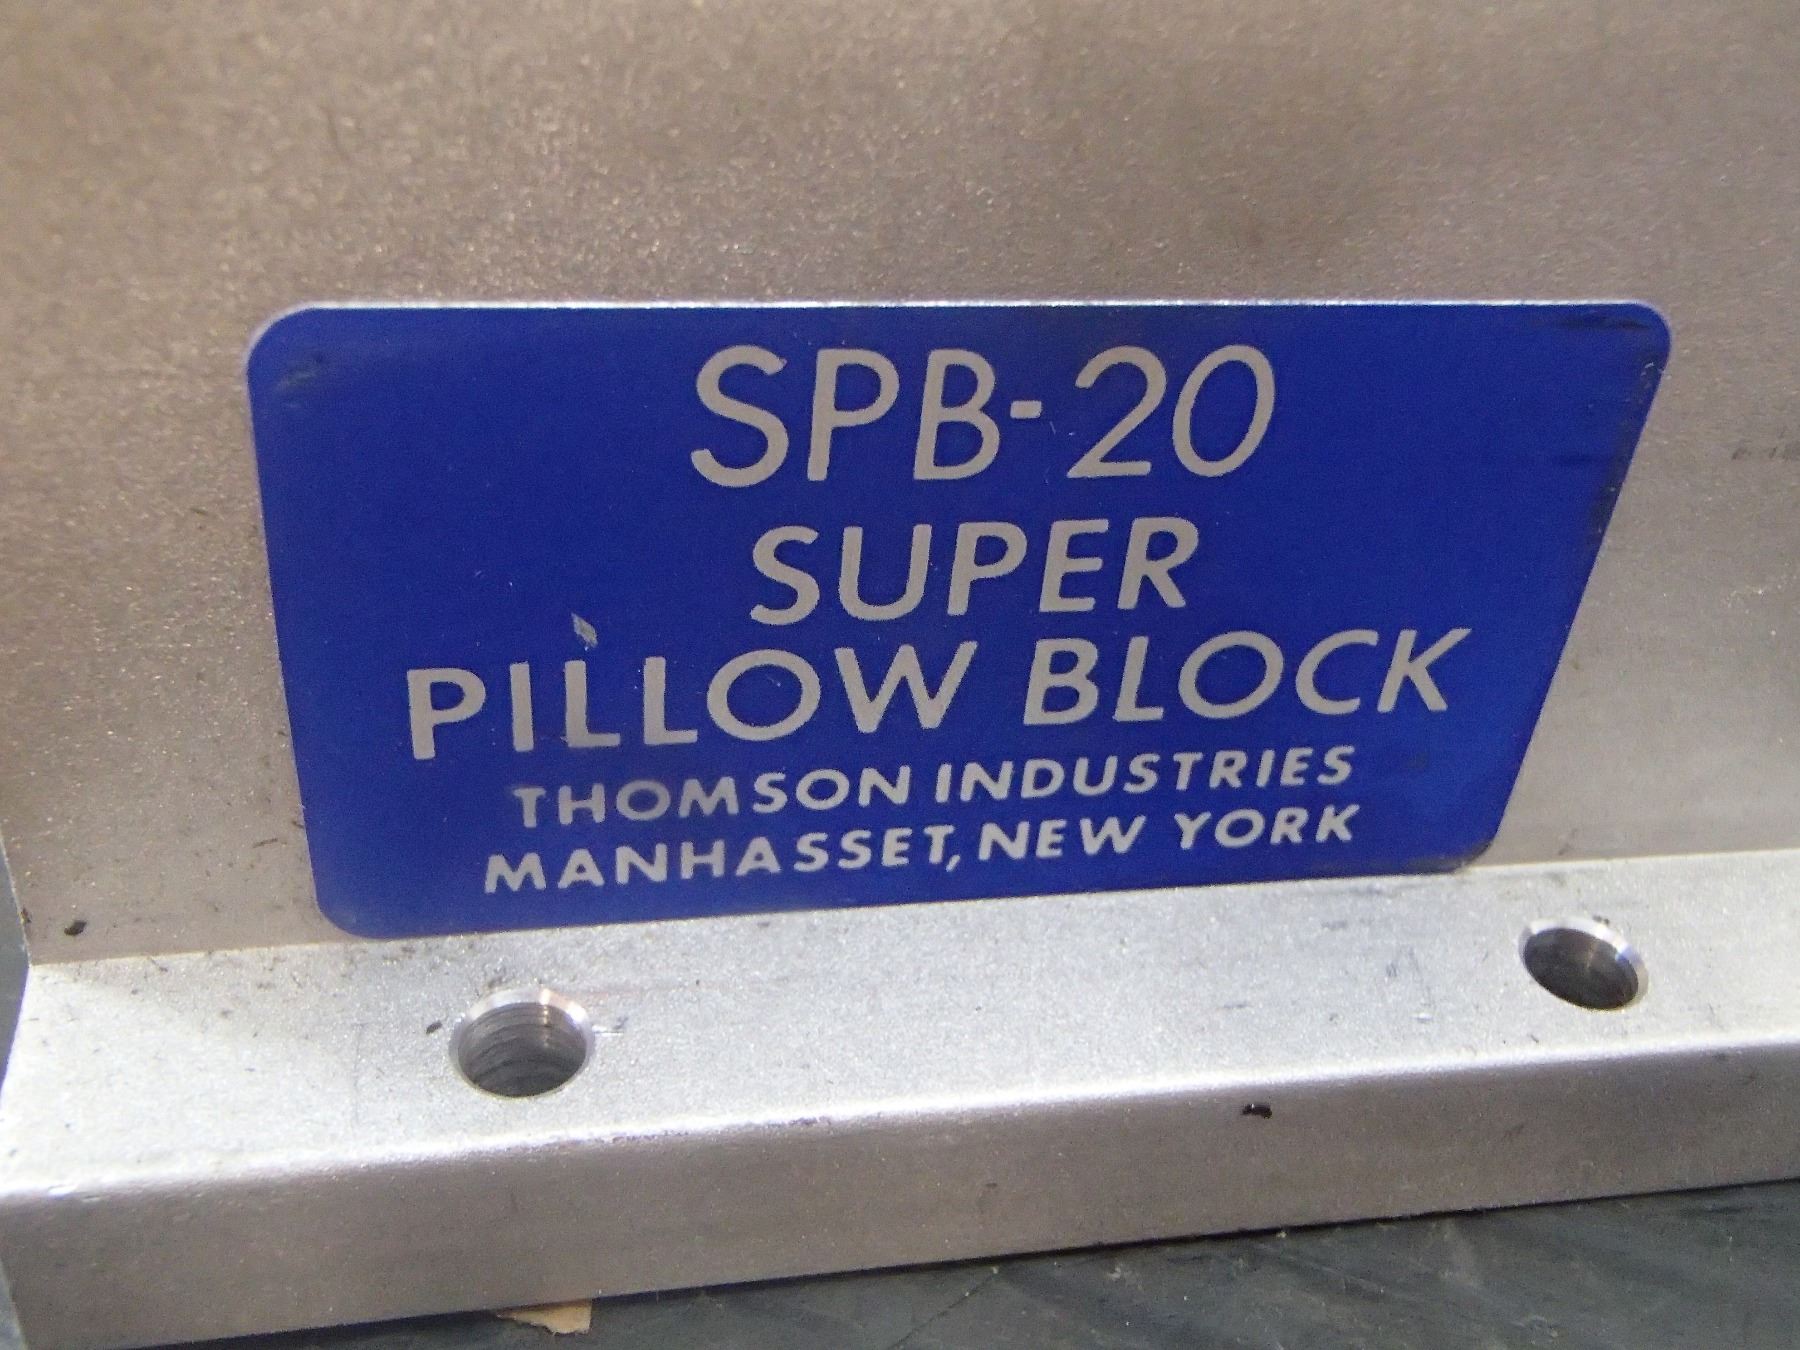 SPB-20
SUPER
PILLOW BLOCK
THOMSON INDUSTRIES
MANHASSET, NEW YORK